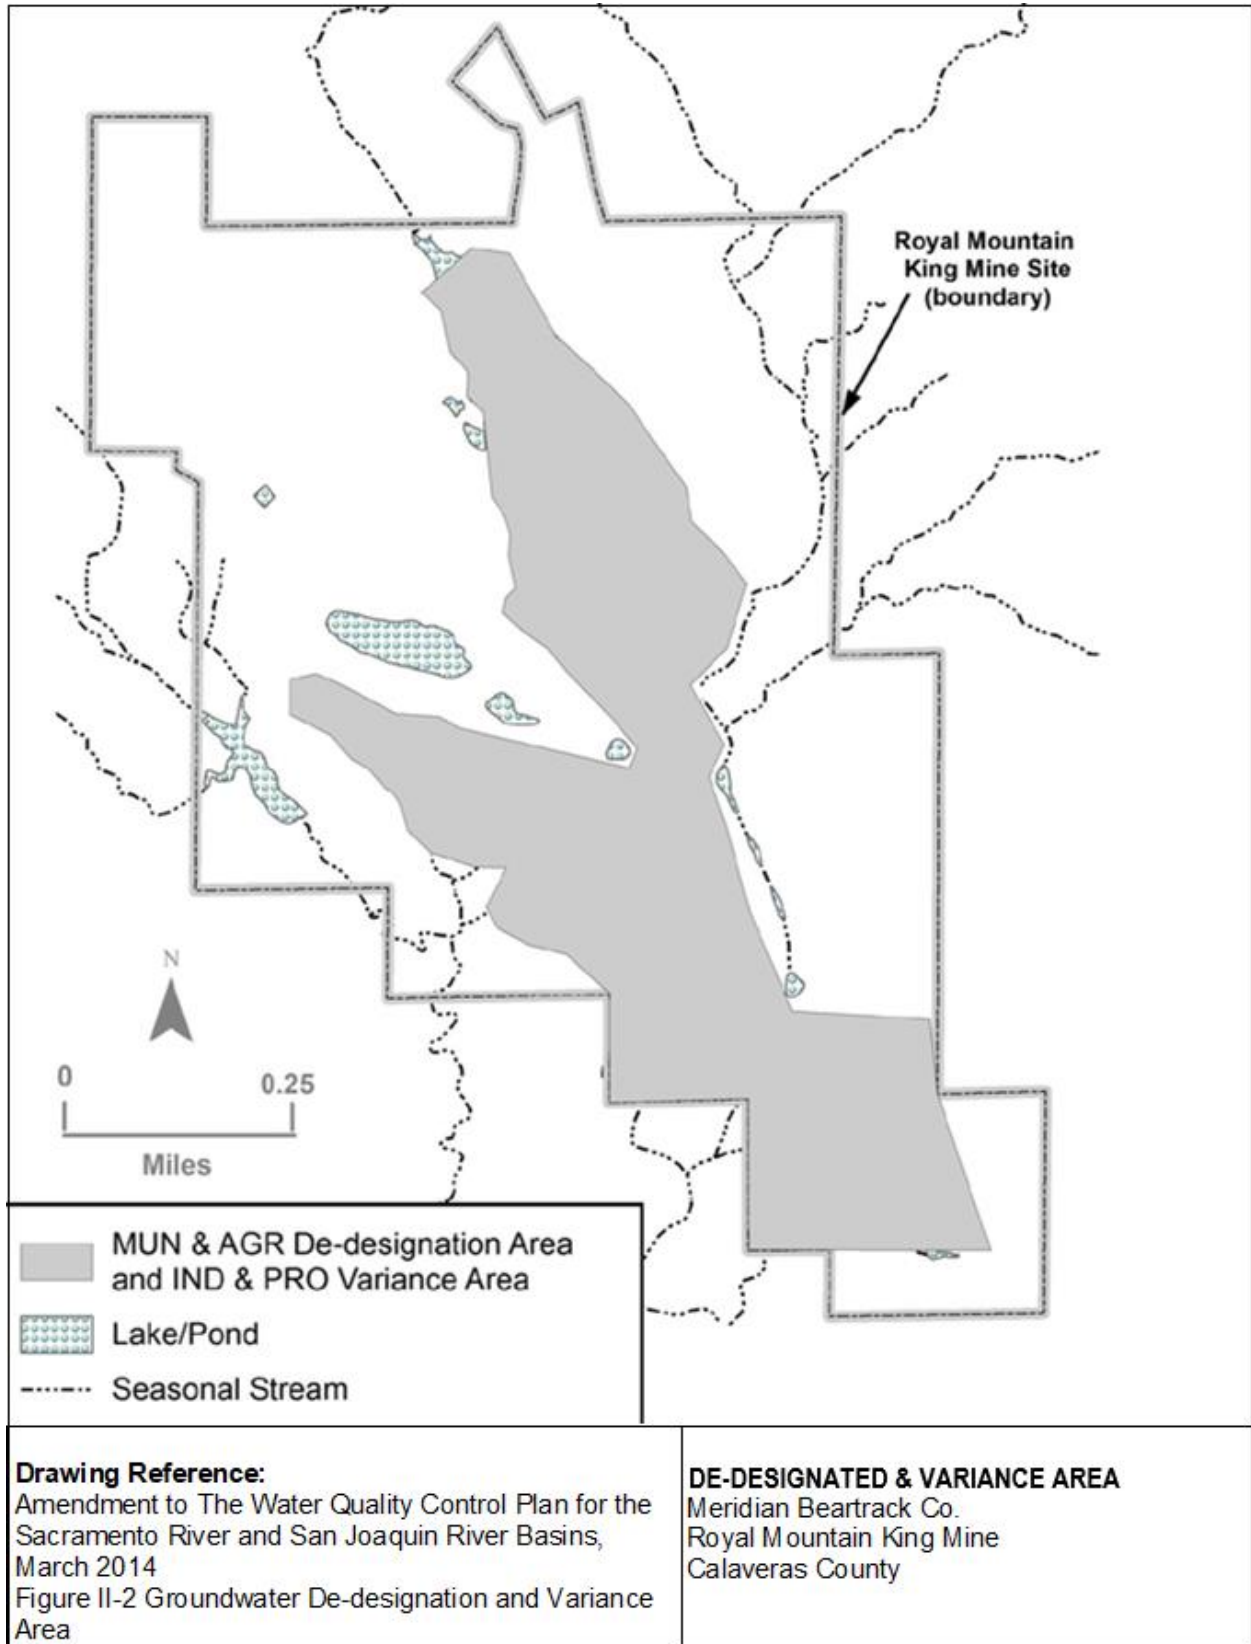 Royal Mountain
King Mine Site
(boundary)
N
0 0.25
Miles
MUN & AGR De-designation Area
and IND & PRO Variance Area
Lake/Pond
Seasonal Stream
Drawing Reference:
Amendment to The Water Quality Control Plan for the
Sacramento River and San Joaquin River Basins,
March 2014
Figure II-2 Groundwater De-designation and Variance
Area
DE-DESIGNATED & VARIANCE AREA
Meridian Beartrack Co.
Royal Mountain King Mine
Calaveras County